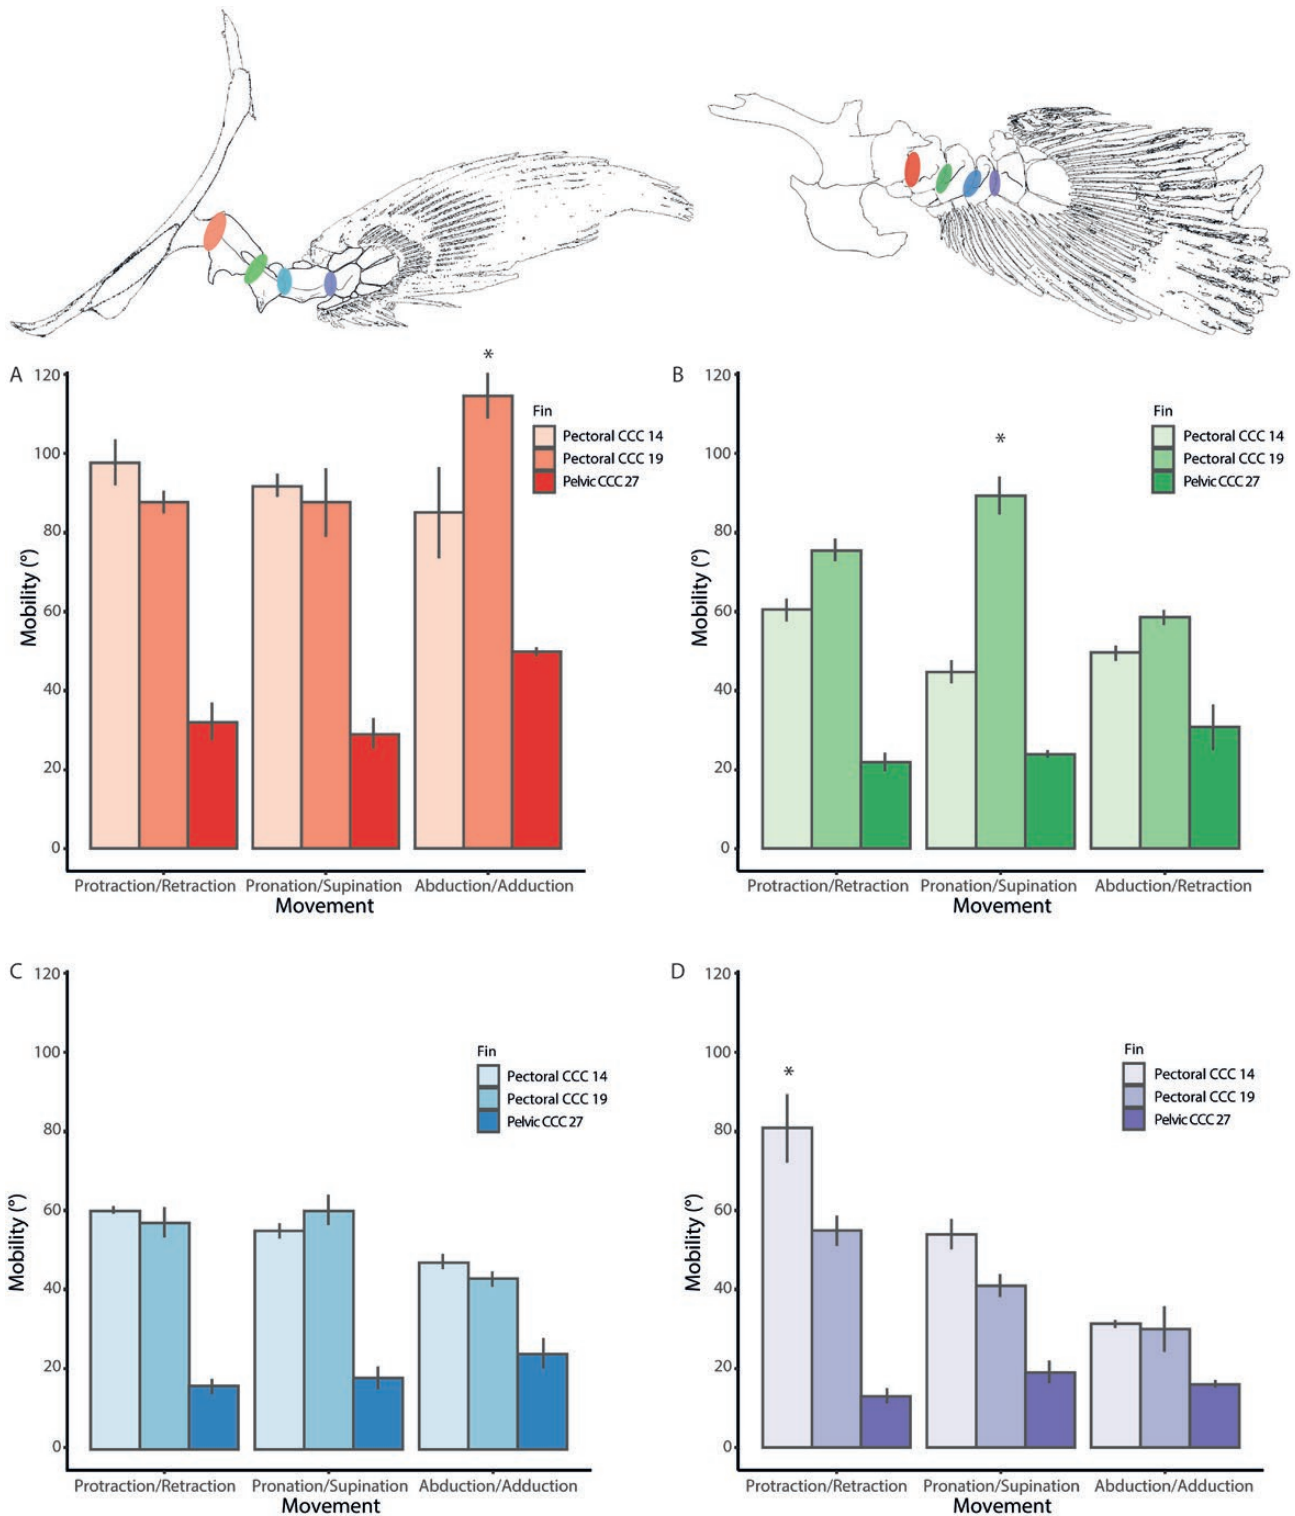 *
A
120
100
80
60
40
20
0
Mobility (°)
Fin
Pectoral CCC 14
Pectoral CCC 19
Pelvic CCC 27
Protraction/Retraction Pronation/Supination Abduction/Adduction
Movement
B
120
100
80
60
40
20
0
Mobility (°)
*
Fin
Pectoral CCC 14
Pectoral CCC 19
Pelvic CCC 27
Protraction/Retraction Pronation/Supination Abduction/Retraction
Movement
C
120
100
80
60
40
20
0
Mobility (°)
Fin
Pectoral CCC 14
Pectoral CCC 19
Pelvic CCC 27
Protraction/Retraction Pronation/Supination Abduction/Adduction
Movement
D
120
100
80
60
40
20
0
Mobility (°)
*
Fin
Pectoral CCC 14
Pectoral CCC 19
Pelvic CCC 27
Protraction/Retraction Pronation/Supination Abduction/Adduction
Movement